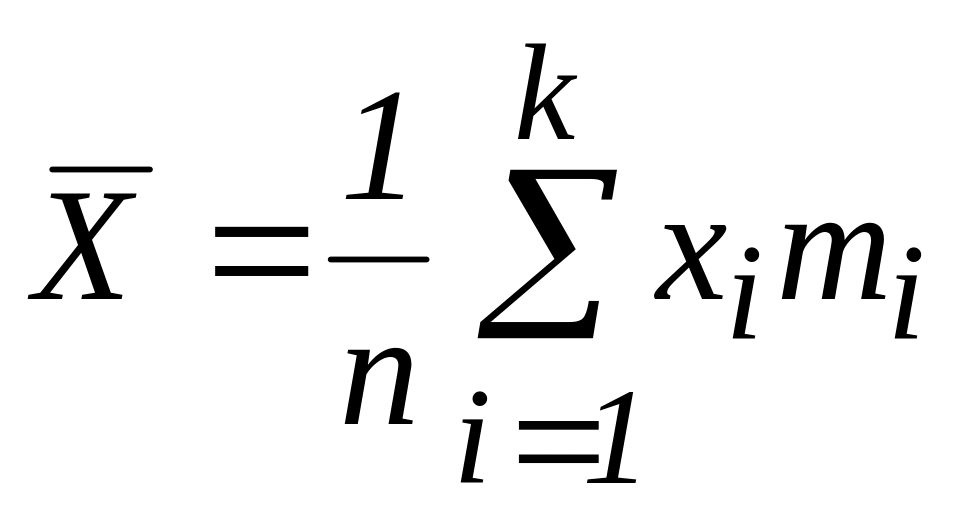 X̄ = 1/n ∑_{i=1}^{k} x_i m_i